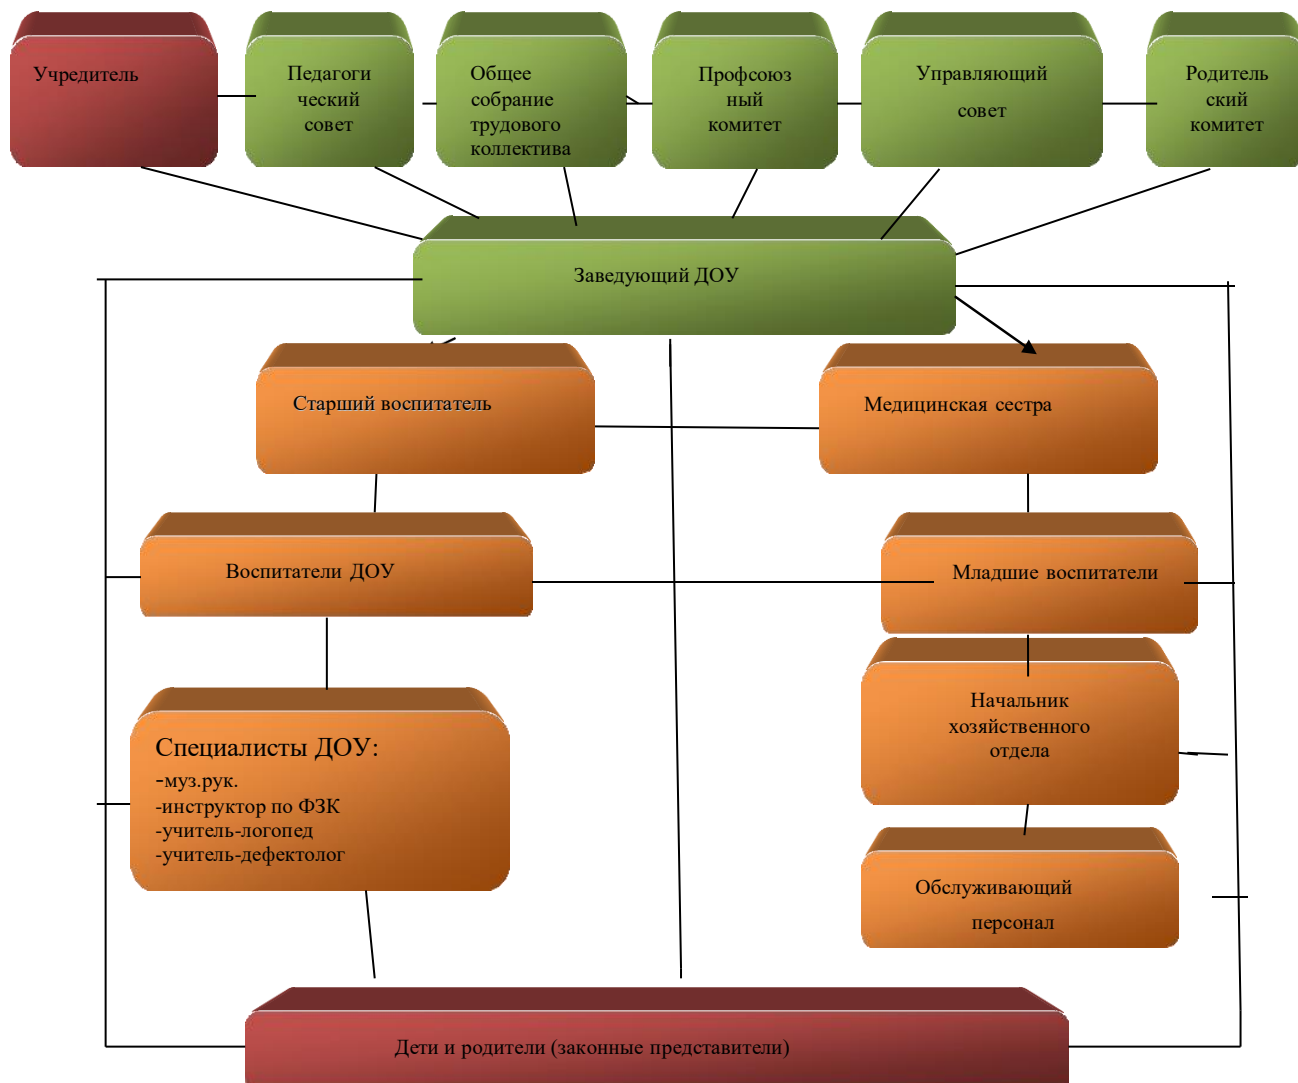 Учредитель
Педагоги
ческий
совет
Общее
собрание
трудового
коллектива
Профсоюз
ный
комитет
Управляющий
совет
Родитель
ский
комитет
Заведующий ДОУ
Старший воспитатель
Медицинская сестра
Воспитатели ДОУ
Младшие воспитатели
Специалисты ДОУ:
-муз.рук.
-инструктор по ФЗК
-учитель-логопед
-учитель-дефектолог
Начальник
хозяйственного
отдела
Обслуживающий
персонал
Дети и родители (законные представители)